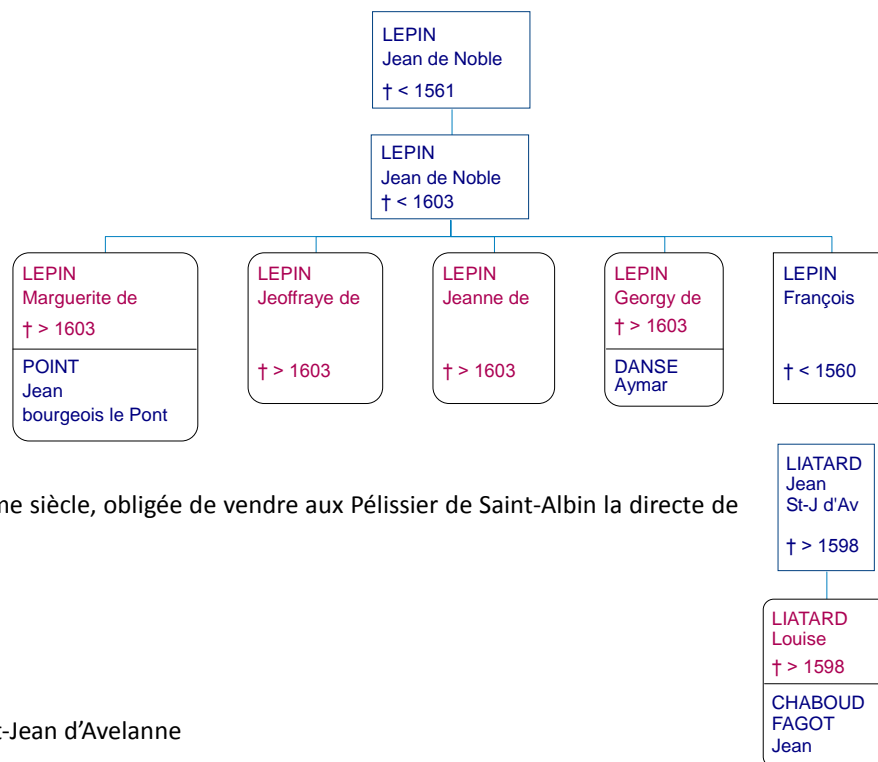 LEPIN
Jean de Noble
† < 1561
LEPIN
Jean de Noble
† < 1603
LEPIN
Marguerite de
† > 1603
POINT
Jean
bourgeois le Pont
LEPIN
Jeoffraye de
† > 1603
LEPIN
Jeanne de
† > 1603
LEPIN
Georgy de
† > 1603
DANSE
Aymar
LEPIN
François
† < 1560
me siècle, obligée de vendre aux Pélissier de Saint-Albin la directe de
LIATARD
Jean
St-J d'Av
† > 1598
LIATARD
Louise
† > 1598
CHABOUD
FAGOT
Jean
t-Jean d’Avelanne